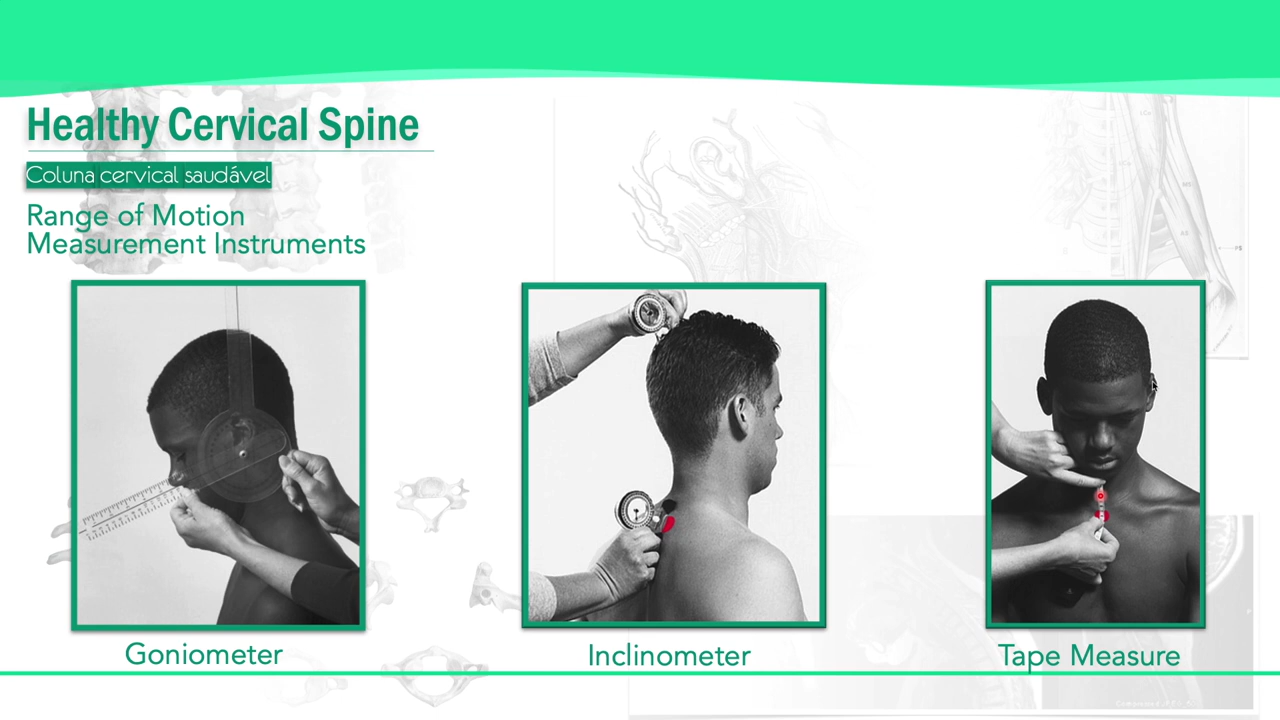 Healthy Cervical Spine
Coluna cervical saudável
Range of Motion
Measurement Instruments
Goniometer
Inclinometer
Tape Measure